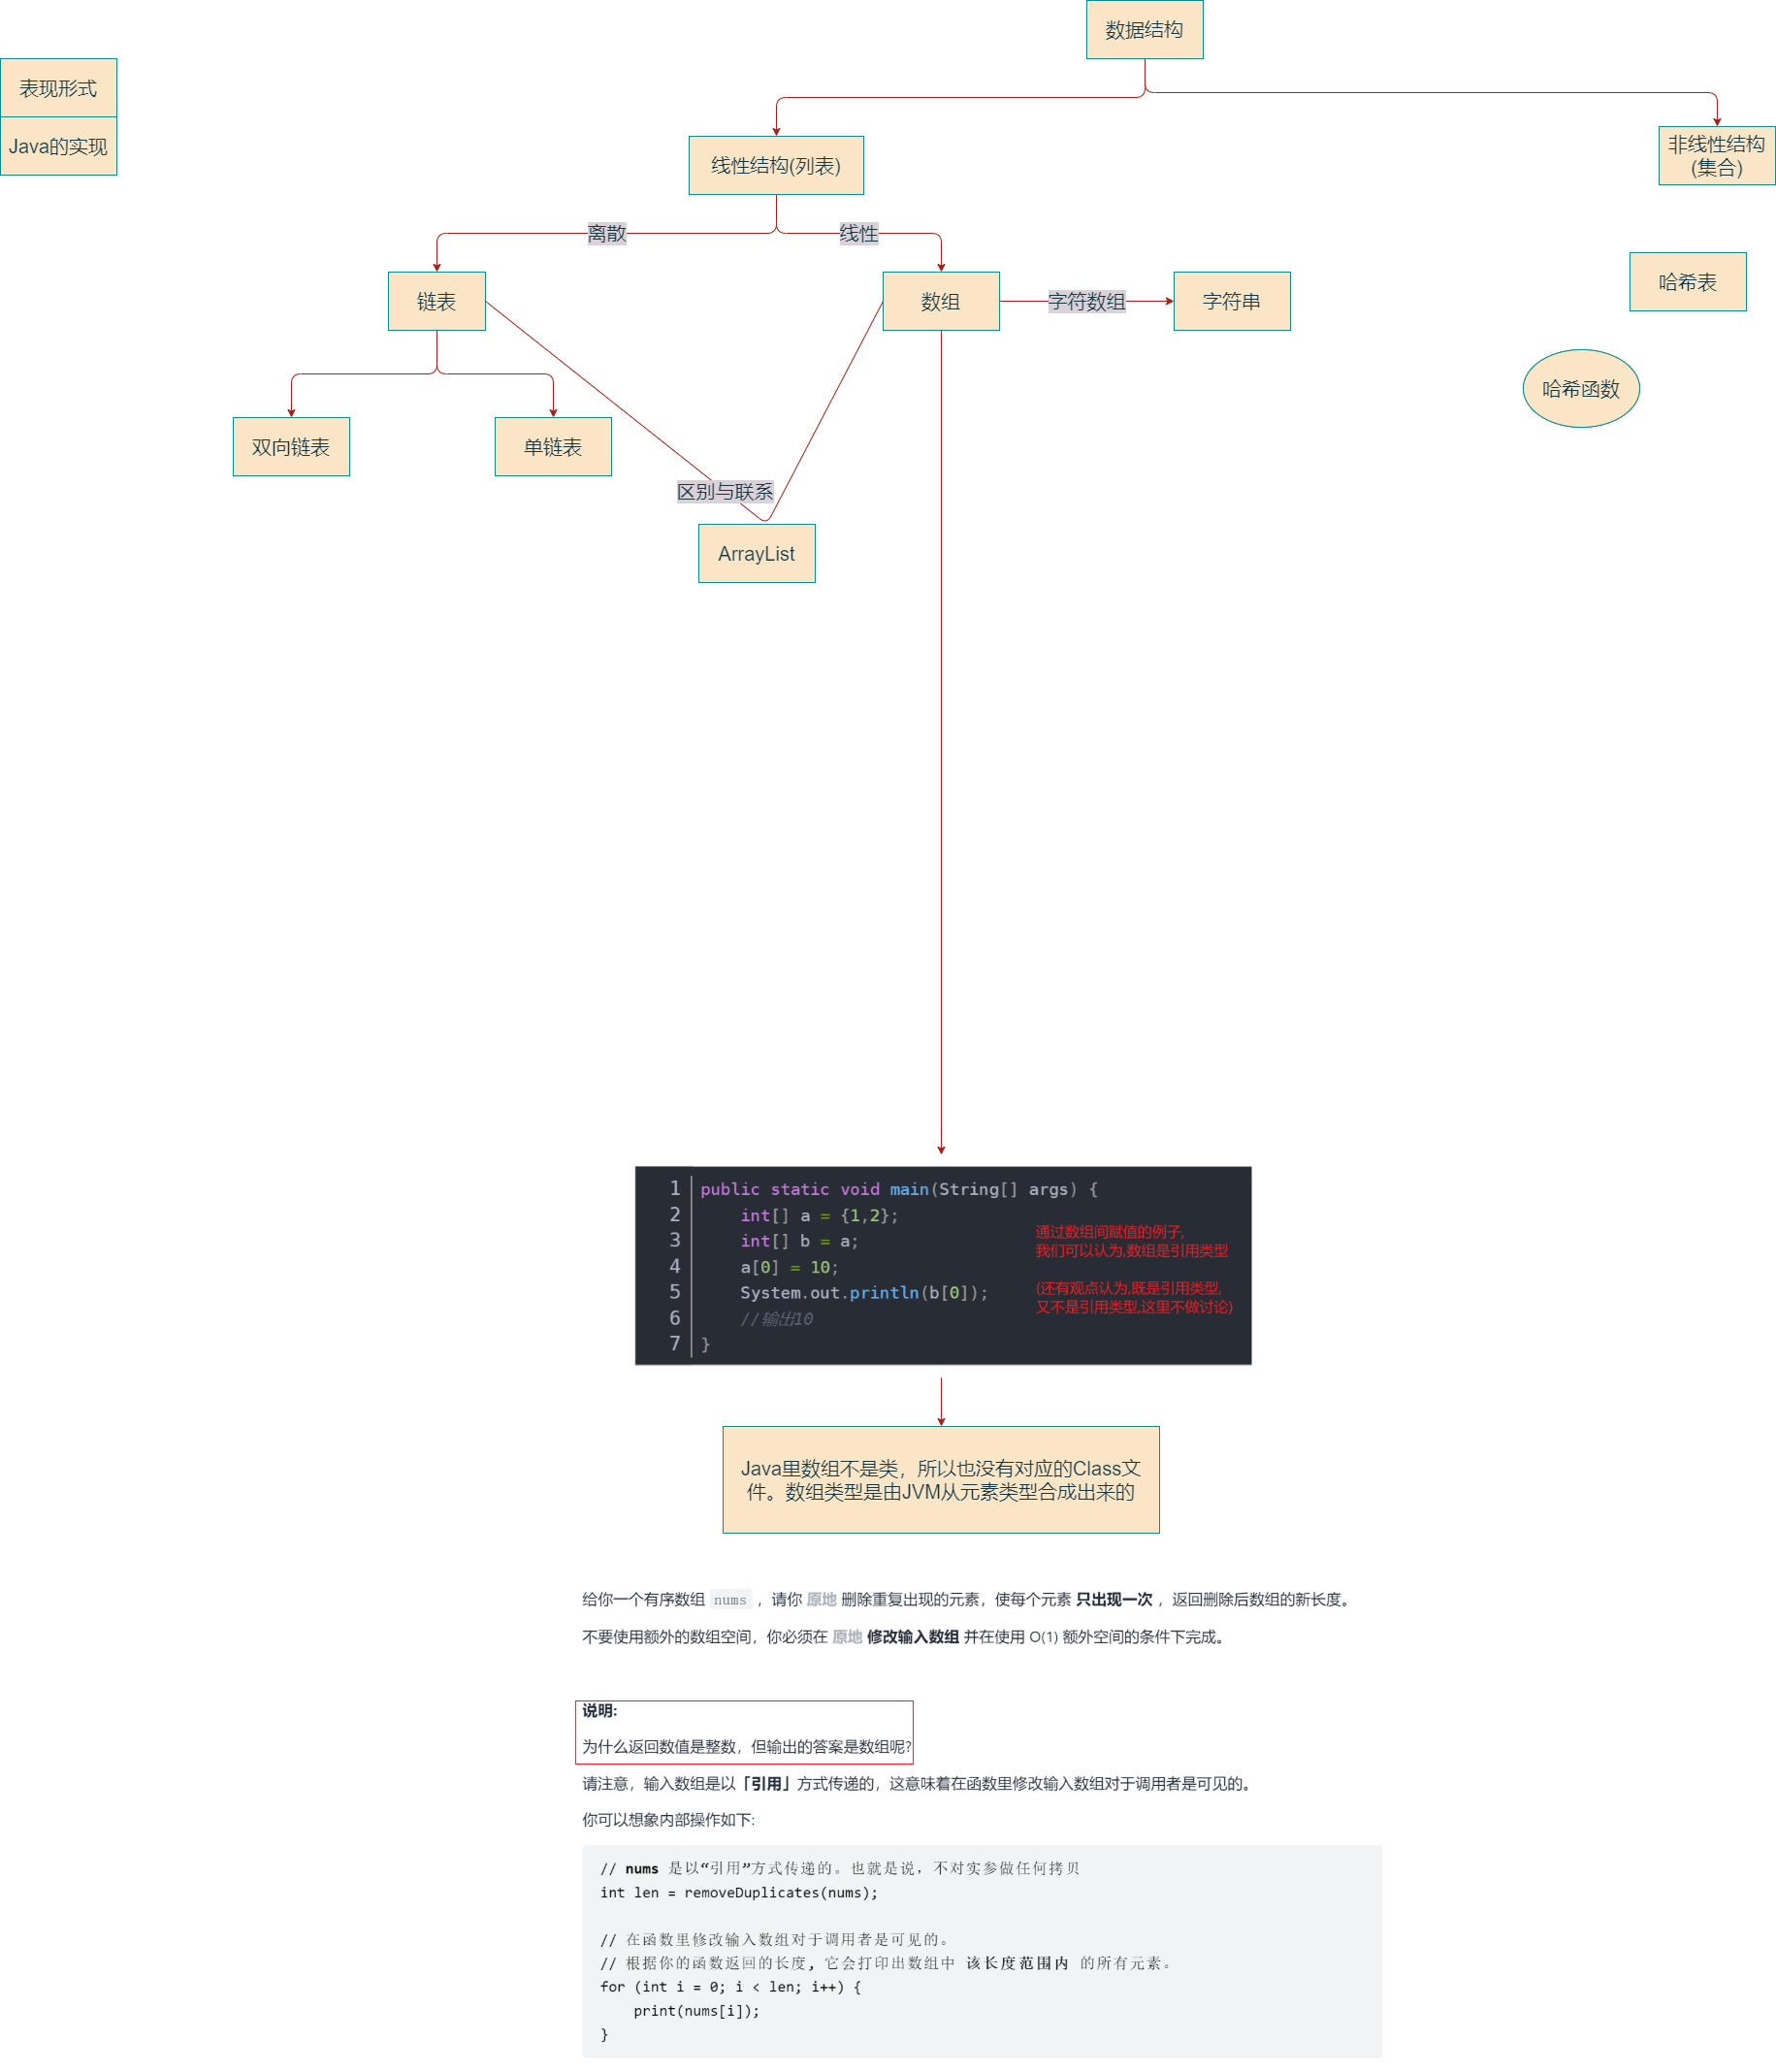 数据结构
表现形式
Java的实现
线性结构(列表)
非线性结构
(集合)
离散
线性
链表
数组
字符数组
字符串
哈希表
哈希函数
双向链表
单链表
区别与联系
ArrayList
1 public static void main(String[] args) {
2     int[] a = {1,2};
3     int[] b = a;
4     a[0] = 10;
5     System.out.println(b[0]);
6     //输出10
7 }
通过数组间赋值的例子,
我们可以认为,数组是引用类型
(还有观点认为,既是引用类型,
又不是引用类型,这里不做讨论)
Java里数组不是类，所以也没有对应的Class文
件。数组类型是由JVM从元素类型合成出来的
给你一个有序数组 nums ，请你 原地 删除重复出现的元素，使每个元素 只出现一次 ，返回删除后数组的新长度。
不要使用额外的数组空间，你必须在 原地 修改输入数组 并在使用 O(1) 额外空间的条件下完成。
说明:
为什么返回数值是整数，但输出的答案是数组呢?
请注意，输入数组是以「引用」方式传递的，这意味着在函数里修改输入数组对于调用者是可见的。
你可以想象内部操作如下:
// nums 是以“引用”方式传递的。也就是说，不对实参做任何拷贝
int len = removeDuplicates(nums);
// 在函数里修改输入数组对于调用者是可见的。
// 根据你的函数返回的长度, 它会打印出数组中 该长度范围内 的所有元素。
for (int i = 0; i < len; i++) {
    print(nums[i]);
}